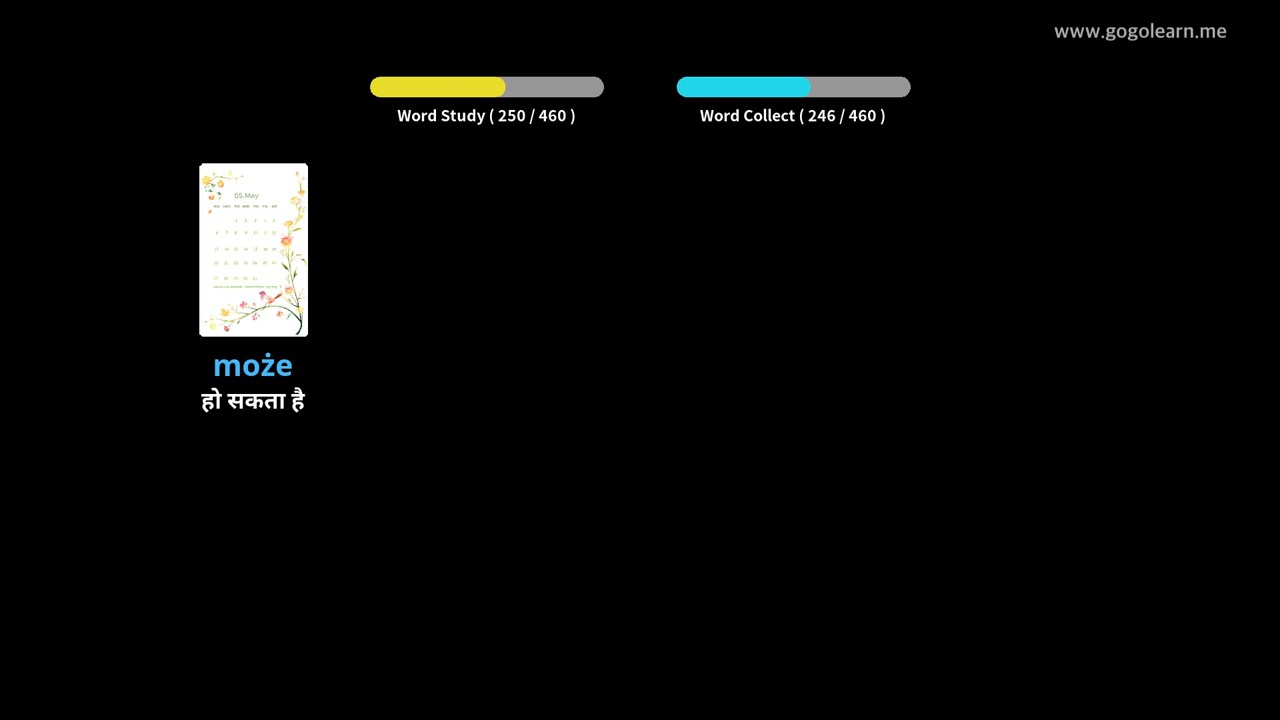 www.gogolearn.me
Word Study ( 250 / 460 )
Word Collect ( 246 / 460 )
05.May
może
हो सकता है